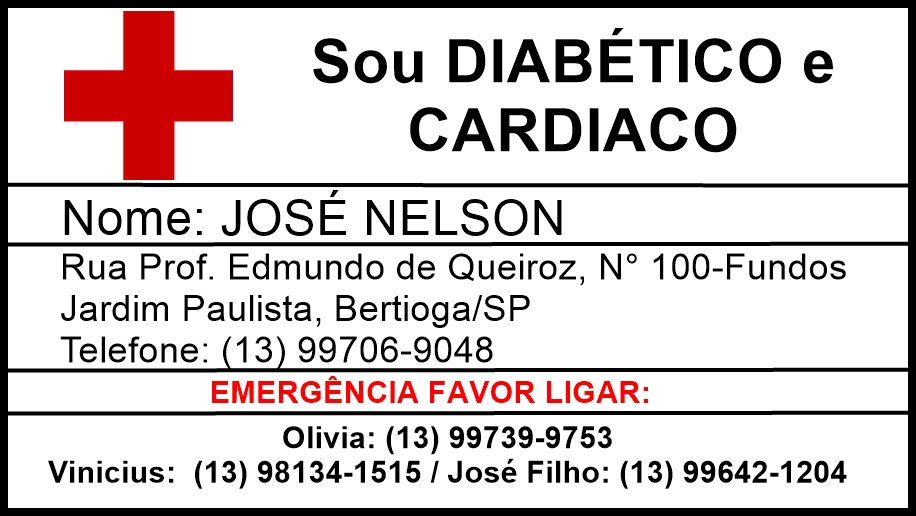 Sou DIABÉTICO e
CARDIACO
Nome: JOSÉ NELSON
Rua Prof. Edmundo de Queiroz, N° 100-Fundos
Jardim Paulista, Bertioga/SP
Telefone: (13) 99706-9048
EMERGÊNCIA FAVOR LIGAR:
Olivia: (13) 99739-9753
Vinicius:  (13) 98134-1515 / José Filho: (13) 99642-1204